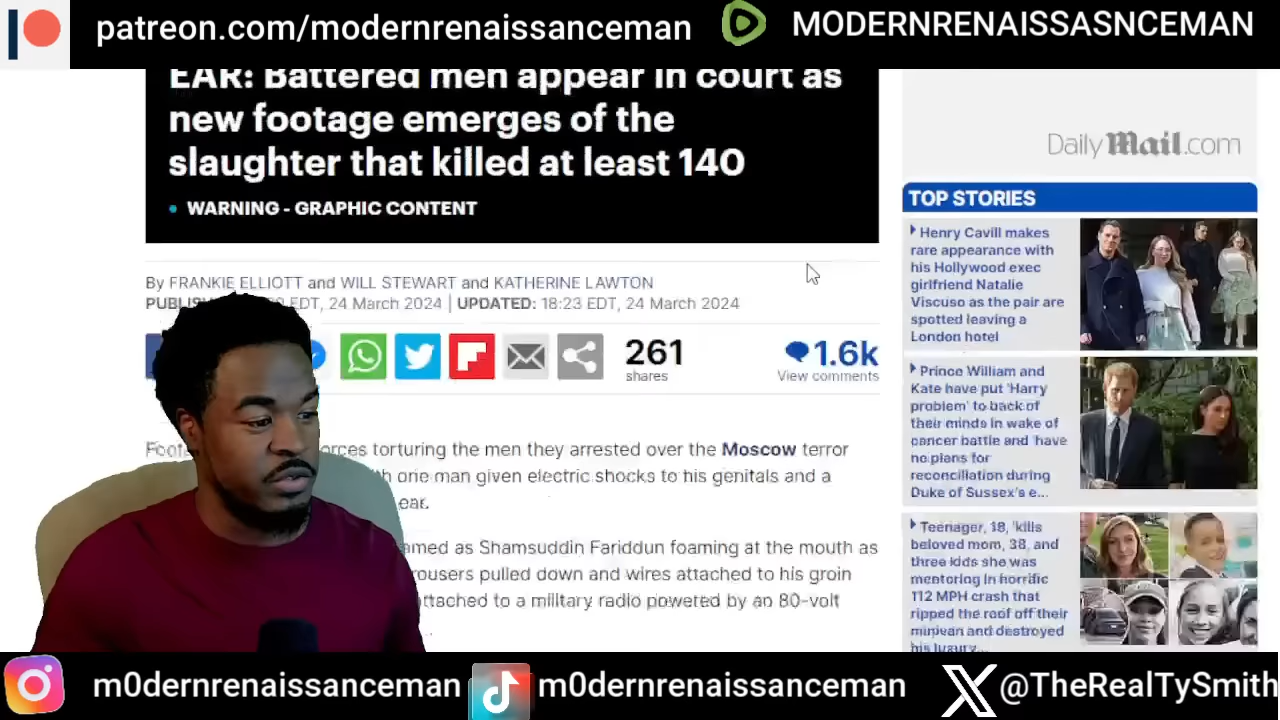 patreon.com/modernrenaissanceman
MODERNRENAISSASNCEMAN
EAR: Battered men appear in court as
new footage emerges of the
slaughter that killed at least 140
• WARNING - GRAPHIC CONTENT
By FRANKIE ELLIOTT and WILL STEWART and KATHERINE LAWTON
EDT, 24 March 2024 | UPDATED: 18:23 EDT, 24 March 2024
261
shares
1.6k
View comments
torturing the men they arrested over the Moscow terror
one man given electric shocks to his genitals and a
ear.
as Shamsuddin Fariddun foaming at the mouth as
pulled down and wires attached to his groin
to a military radio powered by an 80-volt
Daily Mail.com
TOP STORIES
Henry Cavill makes
rare appearance with
his Hollywood exec
girlfriend Natalie
Viscuso as the pair are
spotted leaving a
London hotel
Prince William and
Kate have put 'Harry
problem' to back of
their minds in wake of
cancer battle and 'have
no plans for
reconciliation during
Duke of Sussex's e...
Teenager, 18, 'kills
beloved mom, 38, and
three kids she was
mentoring in horrific
112 MPH crash that
ripped the roof off their
minivan and destroyed
his luxury...
m0dernrenaissanceman
m0dernrenaissanceman
@TheRealTySmith